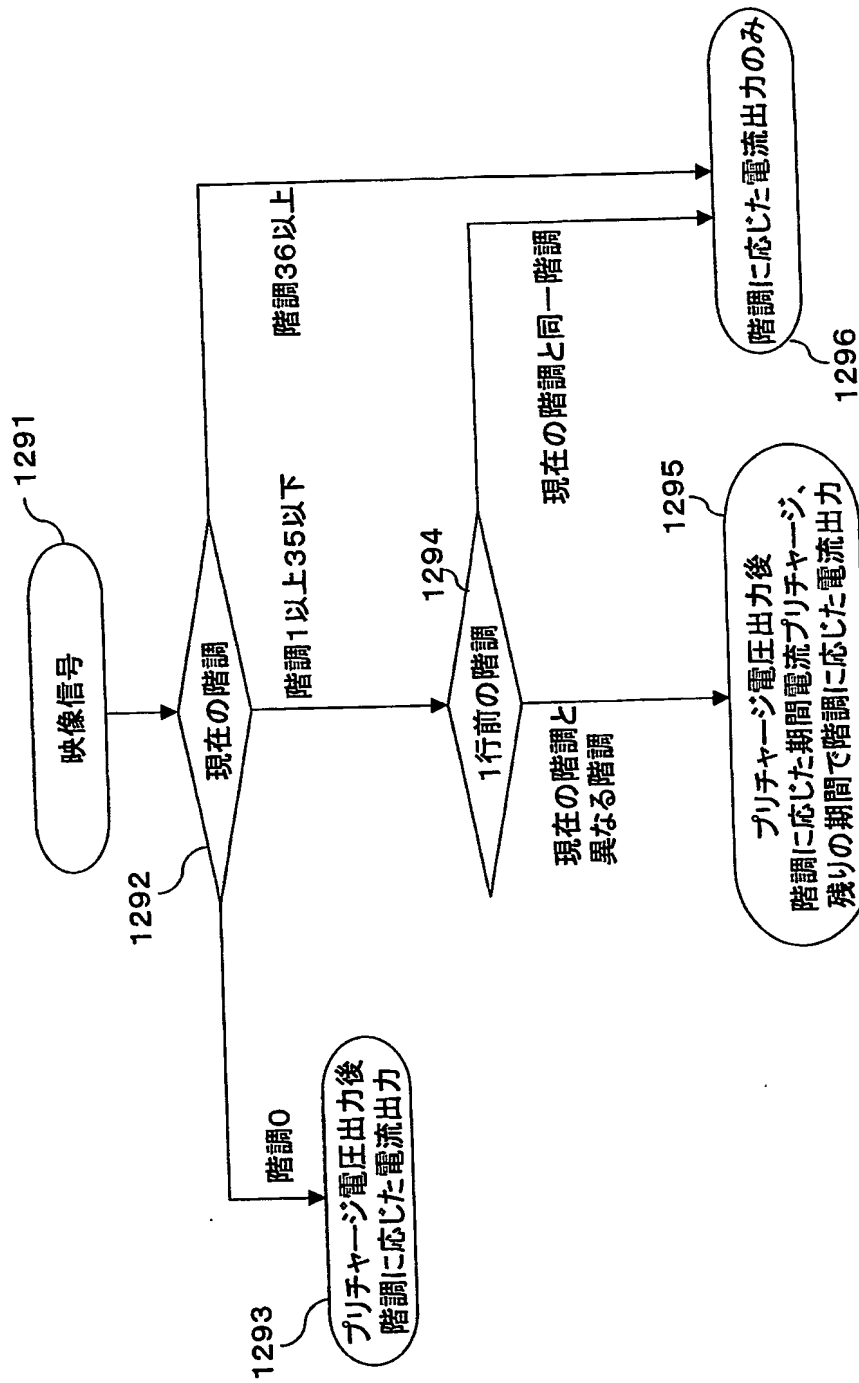 1291
映像信号
1292
現在の階調
階調0
階調1以上35以下
階調36以上
1293
プリチャージ電圧出力後
階調に応じた電流出力
1294
1行前の階調
現在の階調と
異なる階調
現在の階調と同一階調
1295
プリチャージ電圧出力後
階調に応じた期間電流プリチャージ、
残りの期間で階調に応じた電流出力
階調に応じた電流出力のみ
1296